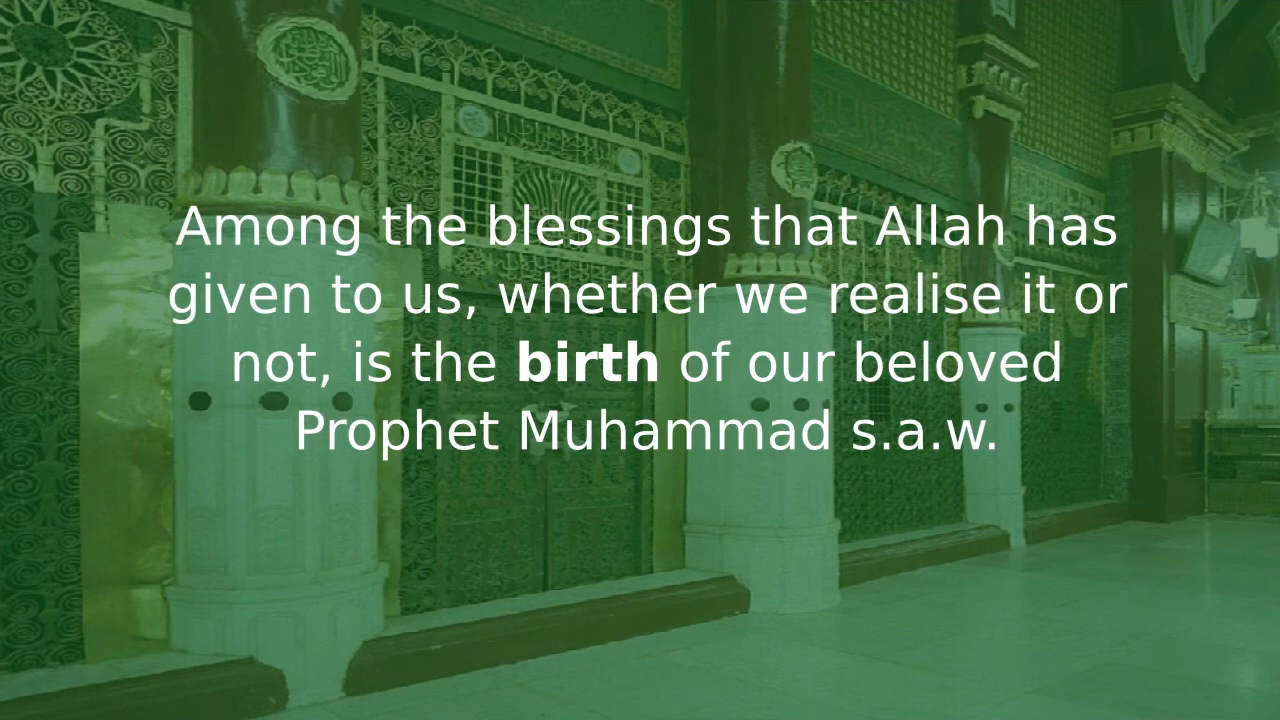 Among the blessings that Allah has
given to us, whether we realise it or
not, is the birth of our beloved
Prophet Muhammad s.a.w.